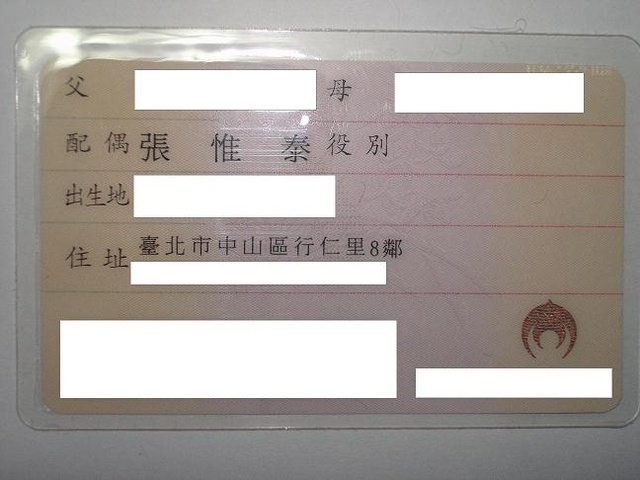 父 母
配偶 張惟泰 役別
出生地
住址 臺北市中山區行仁里8鄰